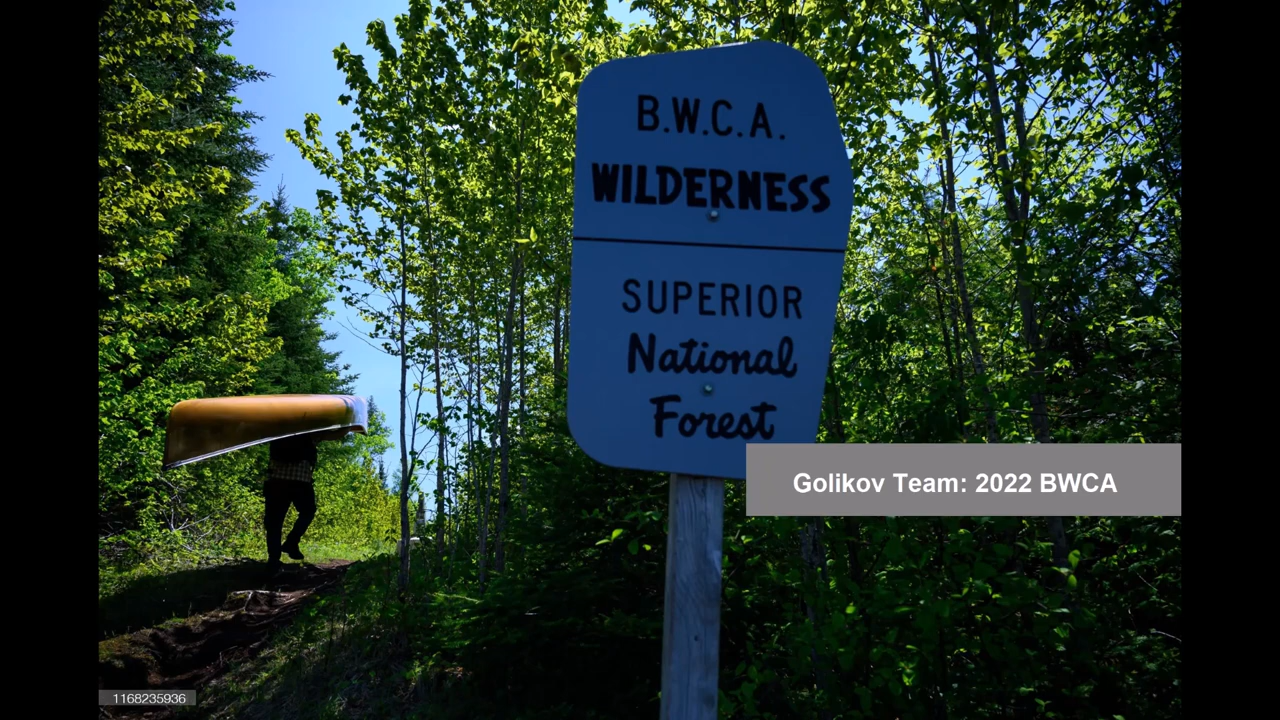 B.W.C.A.
WILDERNESS
SUPERIOR
National
Forest
Golikov Team: 2022 BWCA
1168235936